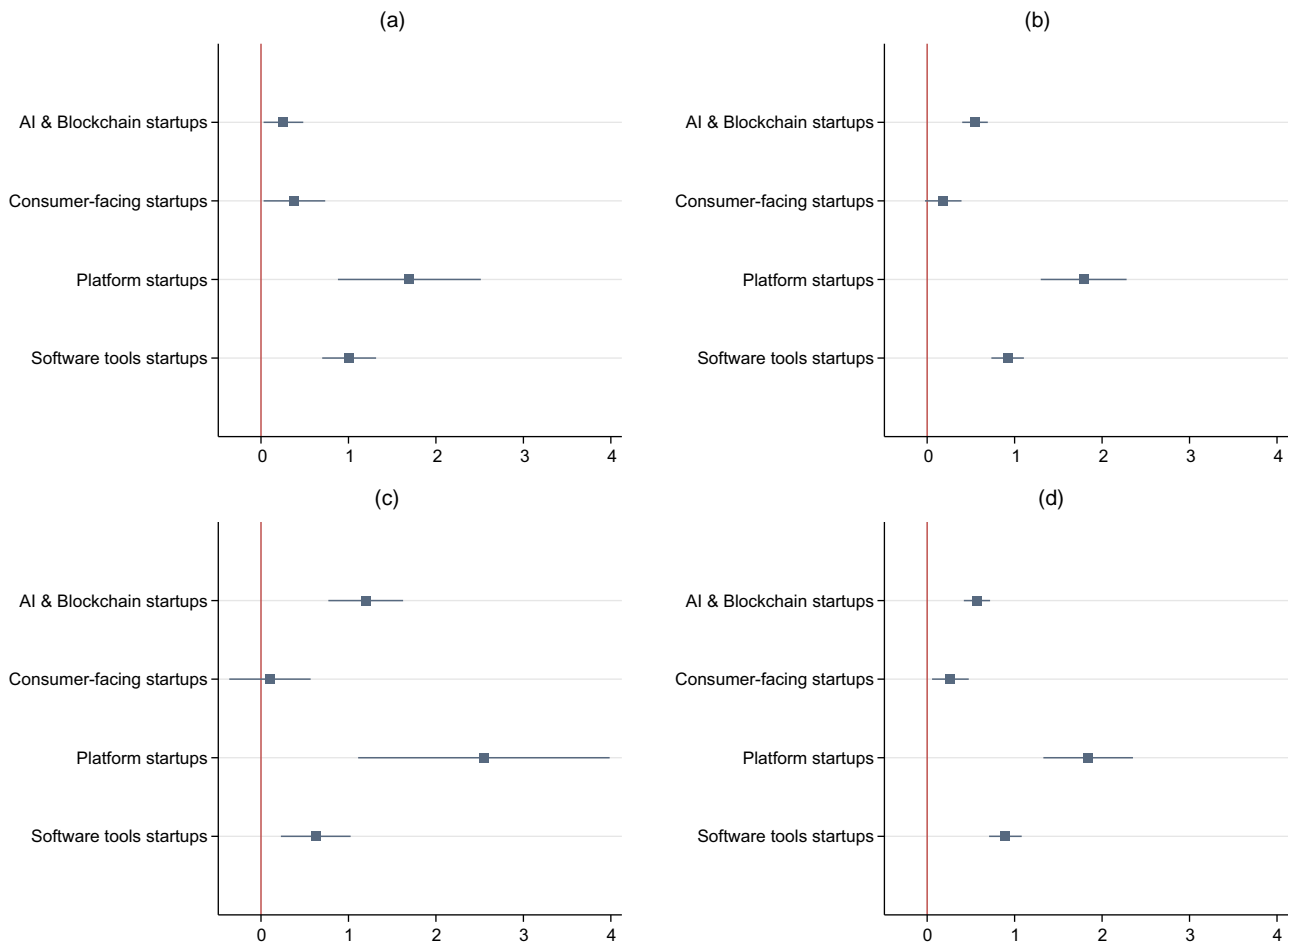 (a)
AI & Blockchain startups
Consumer-facing startups
Platform startups
Software tools startups
0 1 2 3 4
(b)
AI & Blockchain startups
Consumer-facing startups
Platform startups
Software tools startups
0 1 2 3 4
(c)
AI & Blockchain startups
Consumer-facing startups
Platform startups
Software tools startups
0 1 2 3 4
(d)
AI & Blockchain startups
Consumer-facing startups
Platform startups
Software tools startups
0 1 2 3 4